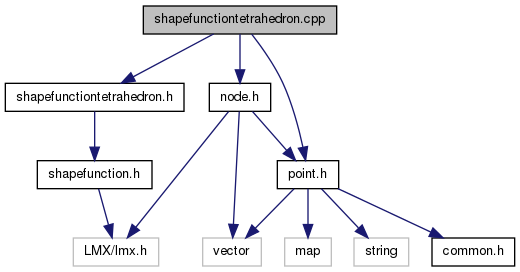 shapefunctiontetrahedron.cpp
shapefunctiontetrahedron.h
node.h
shapefunction.h
point.h
LMX/lmx.h
vector
map
string
common.h